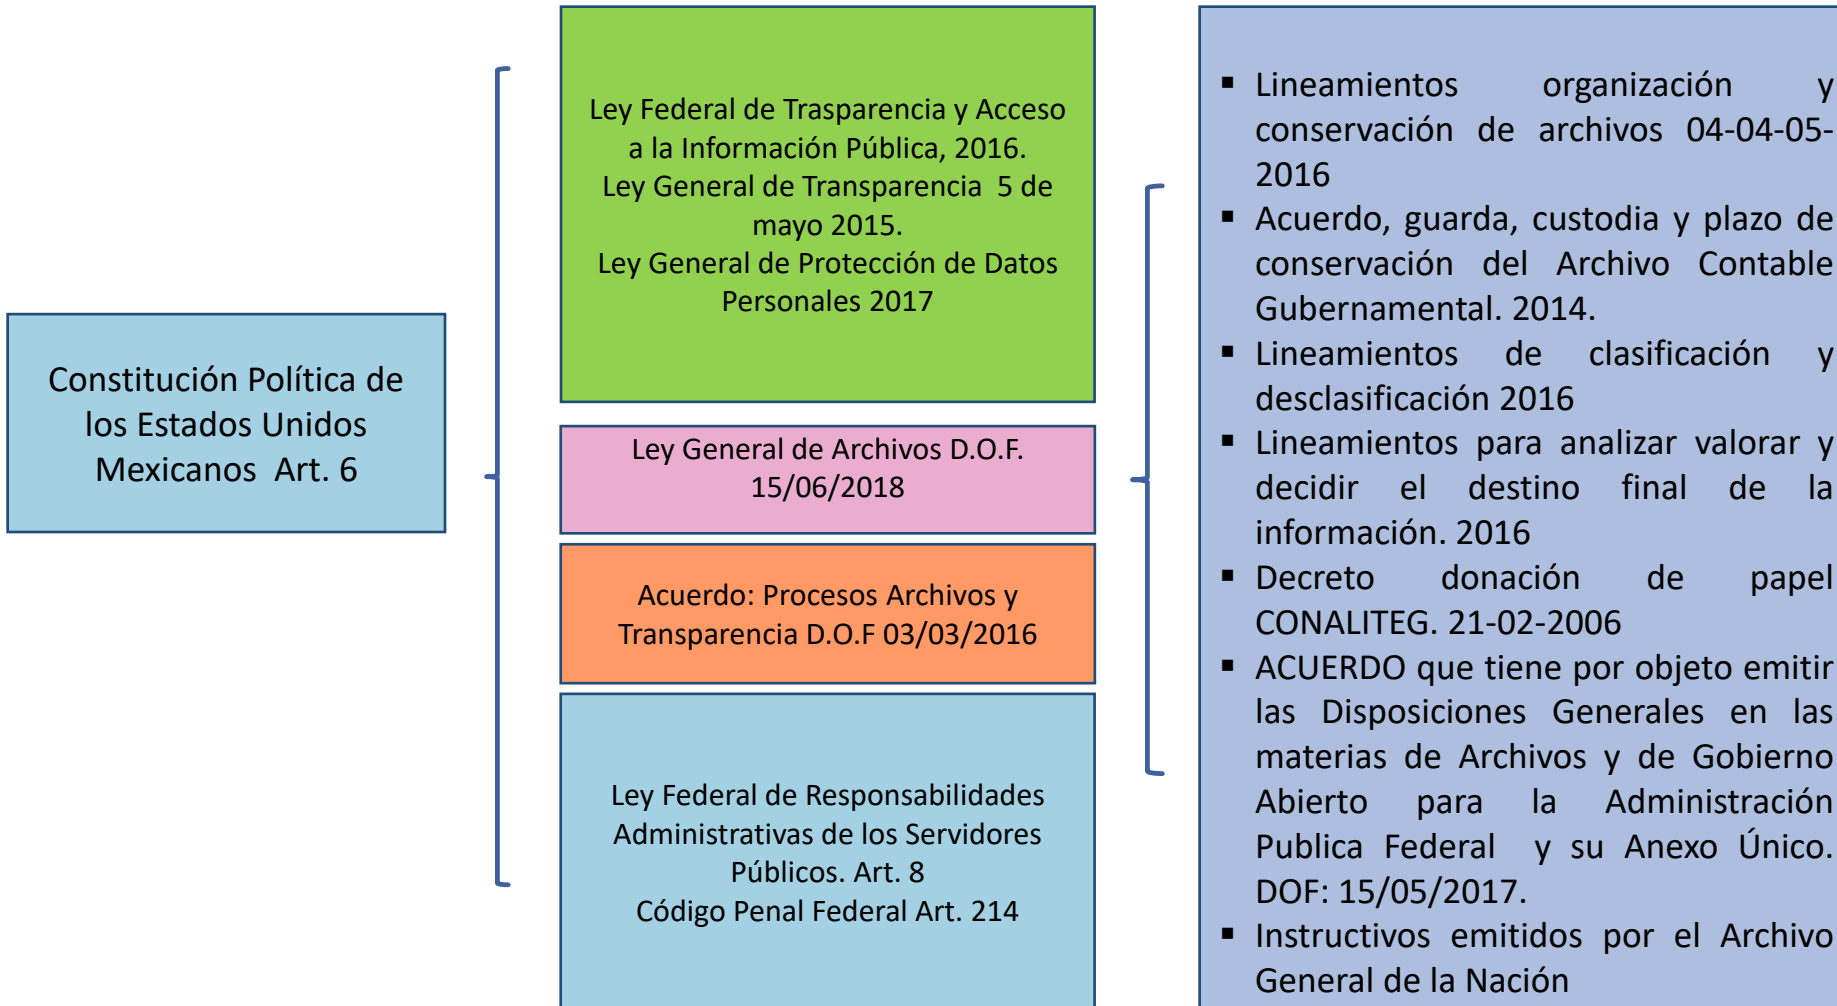 Constitución Política de
los Estados Unidos
Mexicanos Art. 6
Ley Federal de Trasparencia y Acceso
a la Información Pública, 2016.
Ley General de Transparencia 5 de
mayo 2015.
Ley General de Protección de Datos
Personales 2017
Ley General de Archivos D.O.F.
15/06/2018
Acuerdo: Procesos Archivos y
Transparencia D.O.F 03/03/2016
Ley Federal de Responsabilidades
Administrativas de los Servidores
Públicos. Art. 8
Código Penal Federal Art. 214
▪ Lineamientos organización y
conservación de archivos 04-04-05-
2016
▪ Acuerdo, guarda, custodia y plazo de
conservación del Archivo Contable
Gubernamental. 2014.
▪ Lineamientos de clasificación y
desclasificación 2016
▪ Lineamientos para analizar valorar y
decidir el destino final de la
información. 2016
▪ Decreto donación de papel
CONALITEG. 21-02-2006
▪ ACUERDO que tiene por objeto emitir
las Disposiciones Generales en las
materias de Archivos y de Gobierno
Abierto para la Administración
Publica Federal y su Anexo Único.
DOF: 15/05/2017.
▪ Instructivos emitidos por el Archivo
General de la Nación